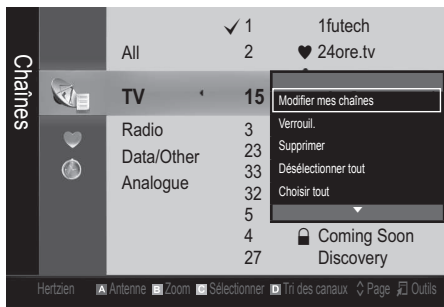 Chaînes
✓ 1 1futech
All 2 ♥ 24ore.tv
TV 15
Radio 3
Data/Other 23
Analogue 33
32
5
4 Coming Soon
27 Discovery
Modifier mes chaînes
Verrouil.
Supprimer
Désélectionner tout
Choisir tout
Hertzien A Antenne B Zoom C Sélectionner D Tri des canaux Page Outils